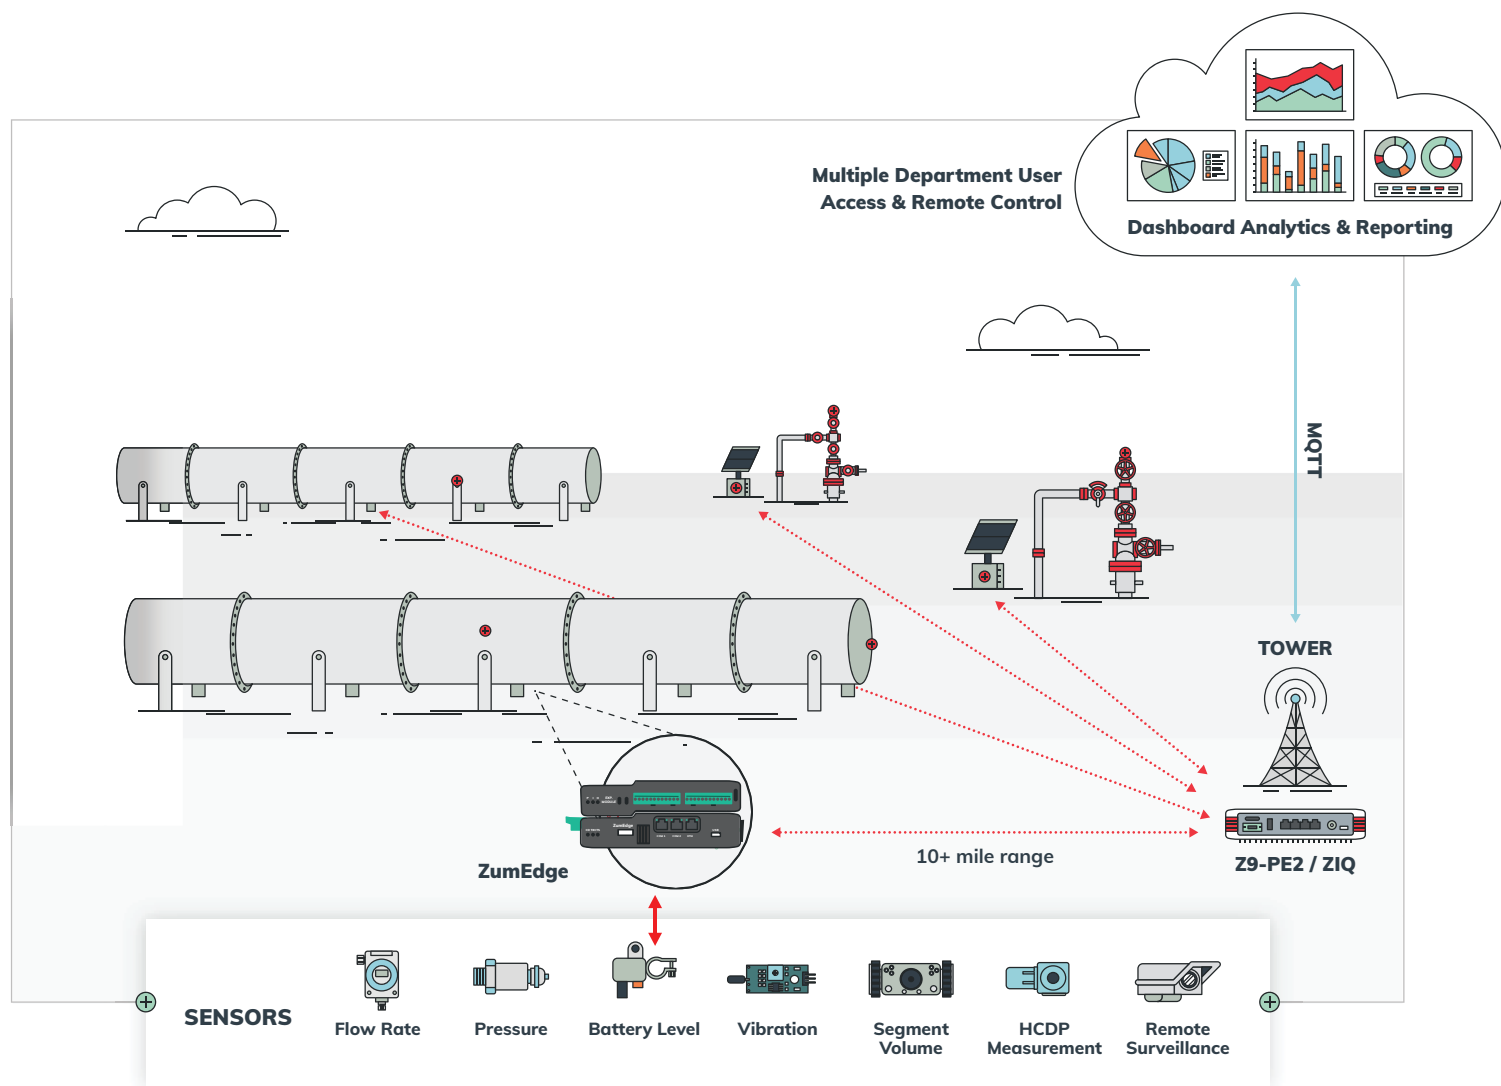 Multiple Department User
Access & Remote Control
Dashboard Analytics & Reporting
MQTT
TOWER
ZumEdge
ZumEdge
10+ mile range
Z9-PE2 / ZIQ
SENSORS
Flow Rate
Pressure
Battery Level
Vibration
Segment
Volume
HCDP
Measurement
Remote
Surveillance